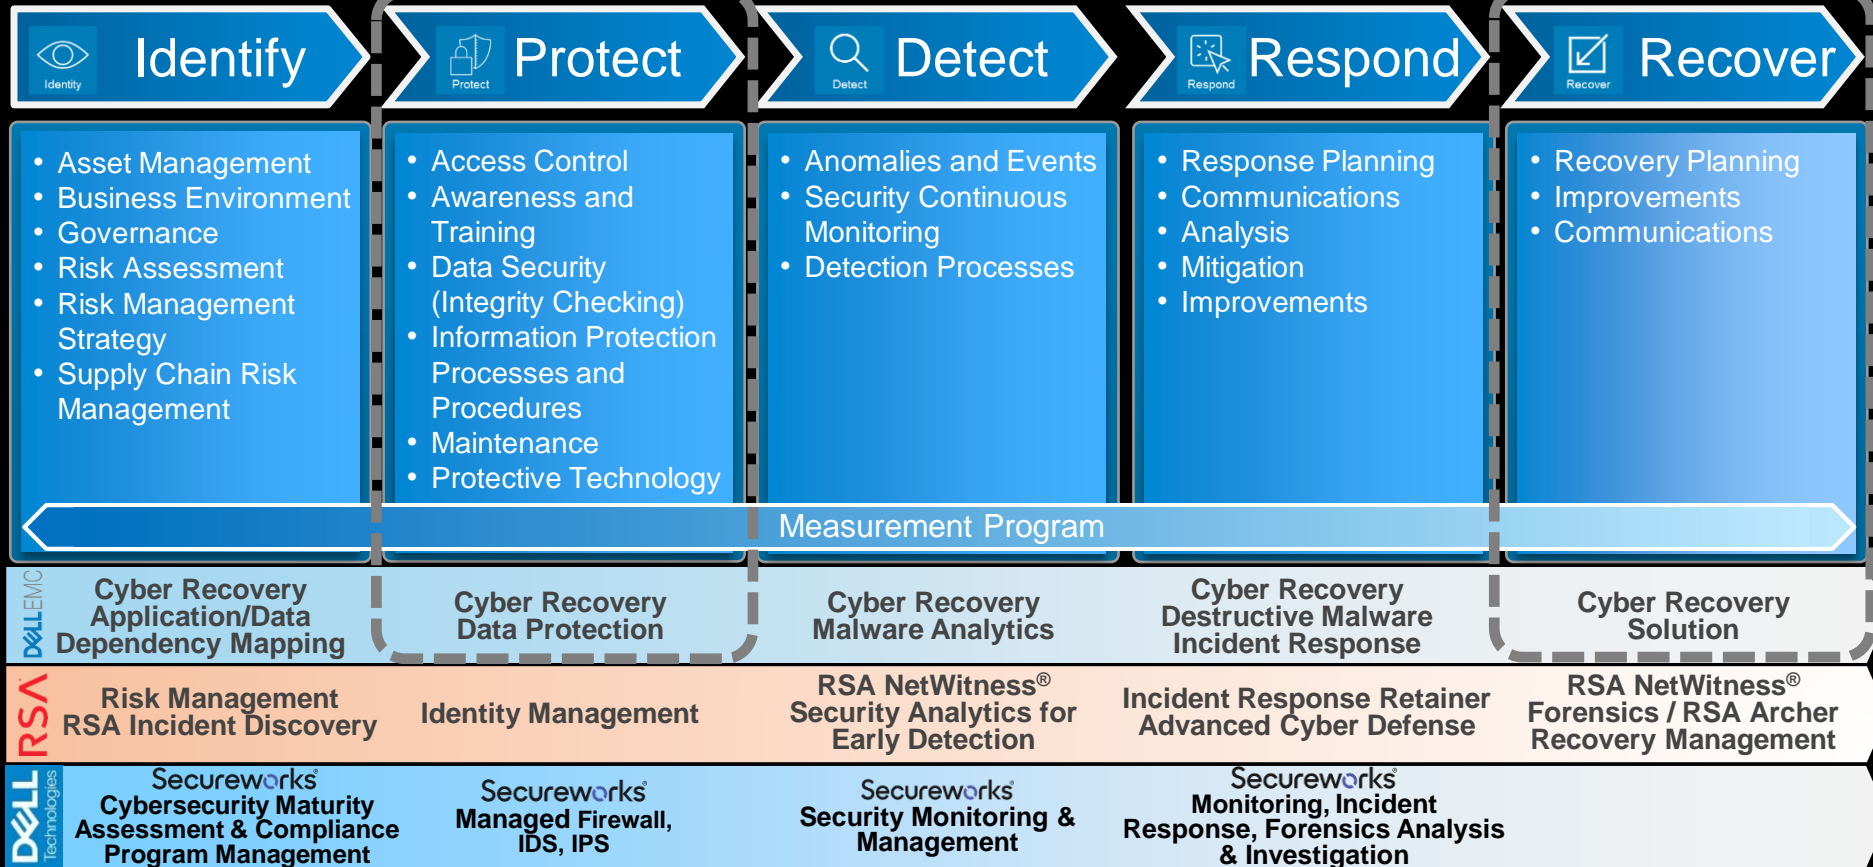 Identity
Identify
Protect
Protect
Detect
Detect
Respond
Respond
Recover
Recover
• Asset Management
• Business Environment
• Governance
• Risk Assessment
• Risk Management
Strategy
• Supply Chain Risk
Management
• Access Control
• Awareness and
Training
• Data Security
(Integrity Checking)
• Information Protection
Processes and
Procedures
• Maintenance
• Protective Technology
• Anomalies and Events
• Security Continuous
Monitoring
• Detection Processes
• Response Planning
• Communications
• Analysis
• Mitigation
• Improvements
• Recovery Planning
• Improvements
• Communications
Measurement Program
DELLEMC
Cyber Recovery
Application/Data
Dependency Mapping
Cyber Recovery
Data Protection
Cyber Recovery
Malware Analytics
Cyber Recovery
Destructive Malware
Incident Response
Cyber Recovery
Solution
RSA
Risk Management
RSA Incident Discovery
Identity Management
RSA NetWitness®
Security Analytics for
Early Detection
Incident Response Retainer
Advanced Cyber Defense
RSA NetWitness®
Forensics / RSA Archer
Recovery Management
DELL
Technologies
Secureworks
Cybersecurity Maturity
Assessment & Compliance
Program Management
Secureworks
Managed Firewall,
IDS, IPS
Secureworks
Security Monitoring &
Management
Secureworks
Monitoring, Incident
Response, Forensics Analysis
& Investigation